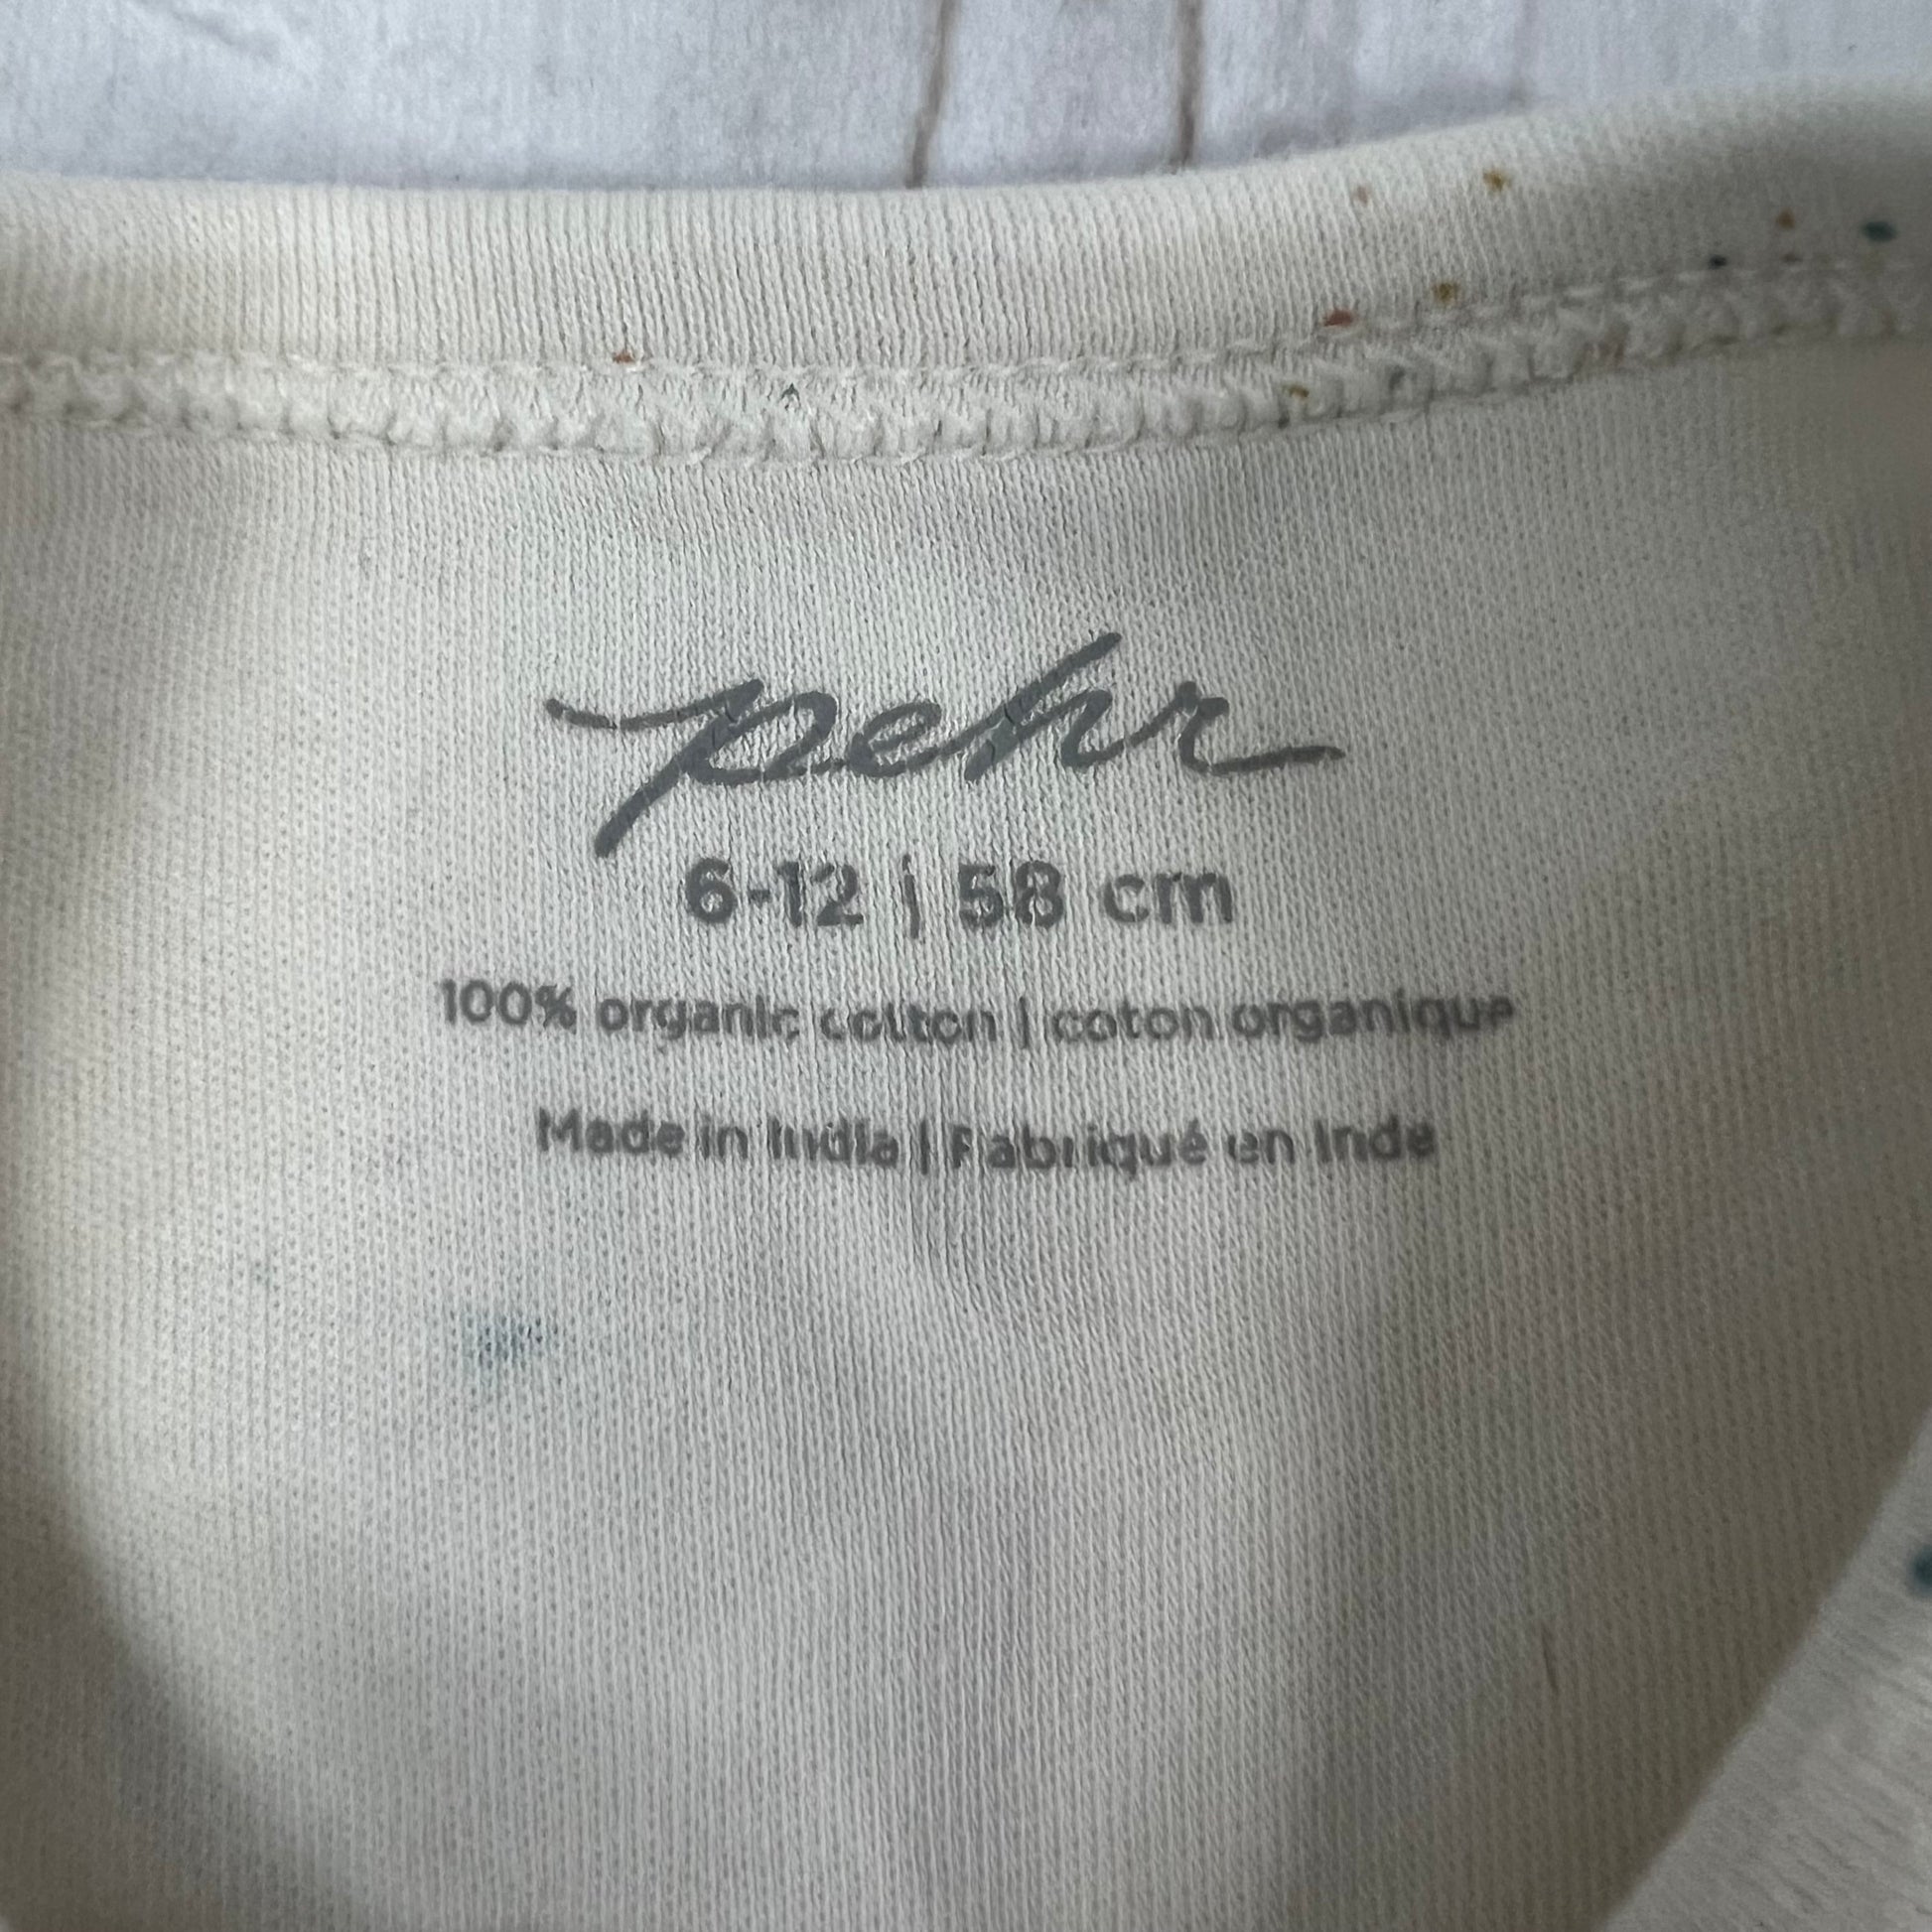 pehr
6-12 | 58 cm
100% organic cotton | coton organique
Made in India | Fabriqué en Inde